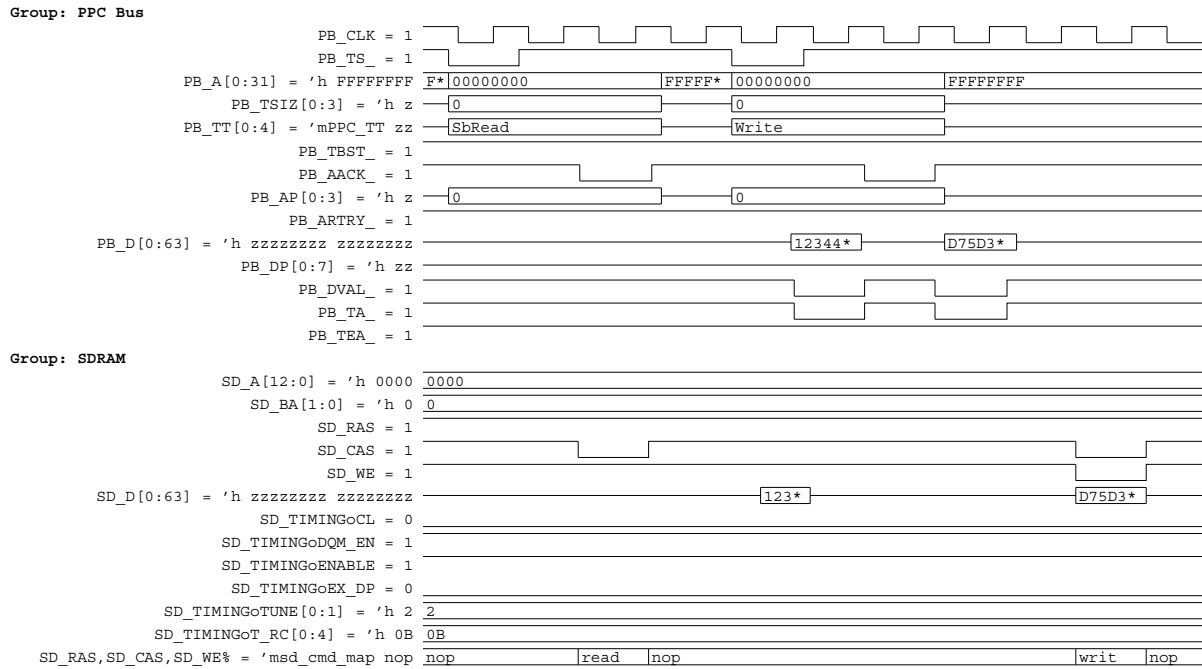 Group: PPC Bus
PB_CLK = 1
PB_TS_ = 1
PB_A[0:31] = 'h FFFFFFFF F* 00000000 FFFFF* 00000000 FFFFFFFF
PB_TSIZ[0:3] = 'h z 0 0
PB_TT[0:4] = 'mPPC_TT zz SbRead Write
PB_TBST_ = 1
PB_AACK_ = 1
PB_AP[0:3] = 'h z 0 0
PB_ARTRY_ = 1
PB_D[0:63] = 'h zzzzzzzz zzzzzzzz 12344* D75D3*
PB_DP[0:7] = 'h zz
PB_DVAL_ = 1
PB_TA_ = 1
PB_TEA_ = 1
Group: SDRAM
SD_A[12:0] = 'h 0000 0000
SD_BA[1:0] = 'h 0 0
SD_RAS = 1
SD_CAS = 1
SD_WE = 1
SD_D[0:63] = 'h zzzzzzzz zzzzzzzz 123* D75D3*
SD_TIMINGoCL = 0
SD_TIMINGoDQM_EN = 1
SD_TIMINGoENABLE = 1
SD_TIMINGoEX_DP = 0
SD_TIMINGoTUNE[0:1] = 'h 2 2
SD_TIMINGoT_RC[0:4] = 'h 0B 0B
SD_RAS,SD_CAS,SD_WE% = 'msd_cmd_map nop nop read nop writ nop